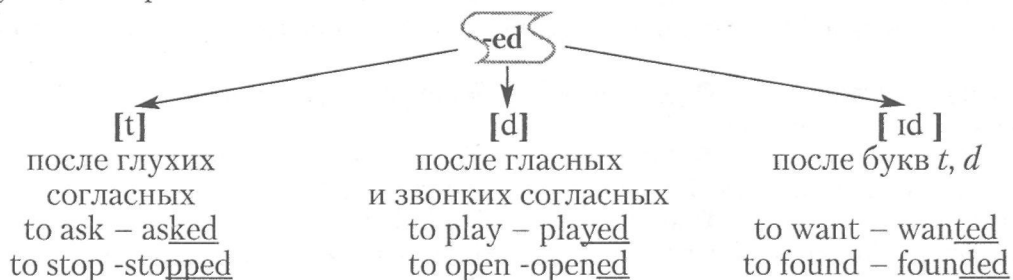 -ed
[t]
[d]
[ ɪd ]
после глухих
согласных
после гласных
и звонких согласных
после букв t, d
to ask – asked
to stop -stopped
to play – played
to open -opened
to want – wanted
to found – founded